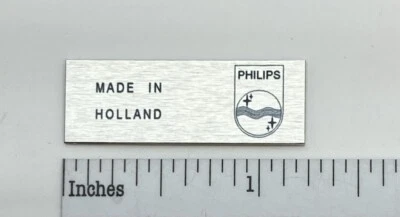 MADE IN
HOLLAND
PHILIPS
Inches
1